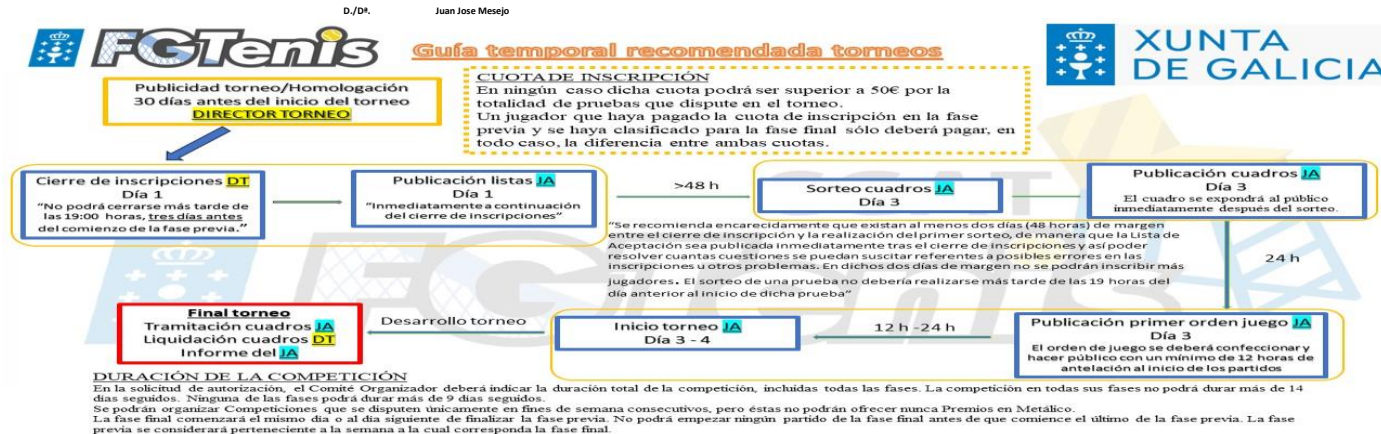 D./Dª. Juan Jose Mesejo
FGTenis
Guía temporal recomendada torneos
XUNTA
DE GALICIA
Publicidad torneo/Homologación
30 días antes del inicio del torneo
DIRECTOR TORNEO
CUOTA DE INSCRIPCIÓN
En ningún caso dicha cuota podrá ser superior a 50€ por la
totalidad de pruebas que dispute en el torneo.
Un jugador que haya pagado la cuota de inscripción en la fase
previa y se haya clasificado para la fase final sólo deberá pagar, en
todo caso, la diferencia entre ambas cuotas.
Cierre de inscripciones DT
Día 1
"No podrá cerrarse más tarde de
las 19:00 horas, tres días antes
del comienzo de la fase previa."
Publicación listas JA
Día 1
"Inmediatamente a continuación
del cierre de inscripciones"
>48 h
Sorteo cuadros JA
Día 3
Publicación cuadros JA
Día 3
El cuadro se expondrá al público
inmediatamente después del sorteo.
"Se recomienda encarecidamente que existan al menos dos días (48 horas) de margen
entre el cierre de inscripción y la realización del primer sorteo, de manera que la Lista de
Aceptación sea publicada inmediatamente tras el cierre de inscripciones y así poder
resolver cuantas cuestiones se puedan suscitar referentes a posibles errores en las
inscripciones u otros problemas. En dichos dos días de margen no se podrán inscribir más
jugadores. El sorteo de una prueba no debería realizarse más tarde de las 19 horas del
día anterior al inicio de dicha prueba"
24 h
Final torneo
Tramitación cuadros JA
Liquidación cuadros DT
Informe del JA
Desarrollo torneo
Inicio torneo JA
Día 3 - 4
12 h -24 h
Publicación primer orden juego JA
Día 3
El orden de juego se deberá confeccionar y
hacer público con un mínimo de 12 horas de
antelación al inicio de los partidos
DURACIÓN DE LA COMPETICIÓN
En la solicitud de autorización, el Comité Organizador deberá indicar la duración total de la competición, incluidas todas las fases. La competición en todas sus fases no podrá durar más de 14
días seguidos. Ninguna de las fases podrá durar más de 9 días seguidos.
Se podrán organizar Competiciones que se disputen únicamente en fines de semana consecutivos, pero éstas no podrán ofrecer nunca Premios en Metálico.
La fase final comenzará el mismo día o al día siguiente de finalizar la fase previa. No podrá empezar ningún partido de la fase final antes de que comience el último de la fase previa. La fase
previa se considerará perteneciente a la semana a la cual corresponda la fase final.